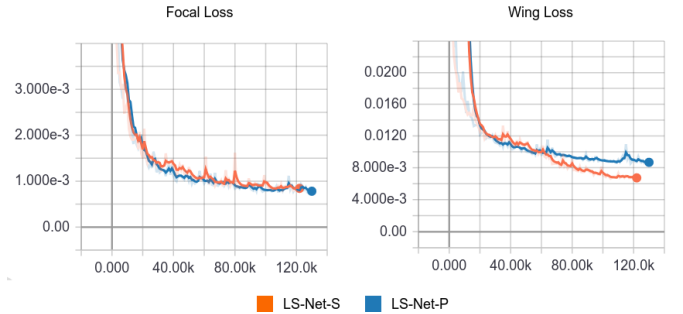 Focal Loss
3.000e-3
2.000e-3
1.000e-3
0.00
0.000 40.00k 80.00k 120.0k
Wing Loss
0.0200
0.0160
0.0120
8.000e-3
4.000e-3
0.00
0.000 40.00k 80.00k 120.0k
LS-Net-S LS-Net-P